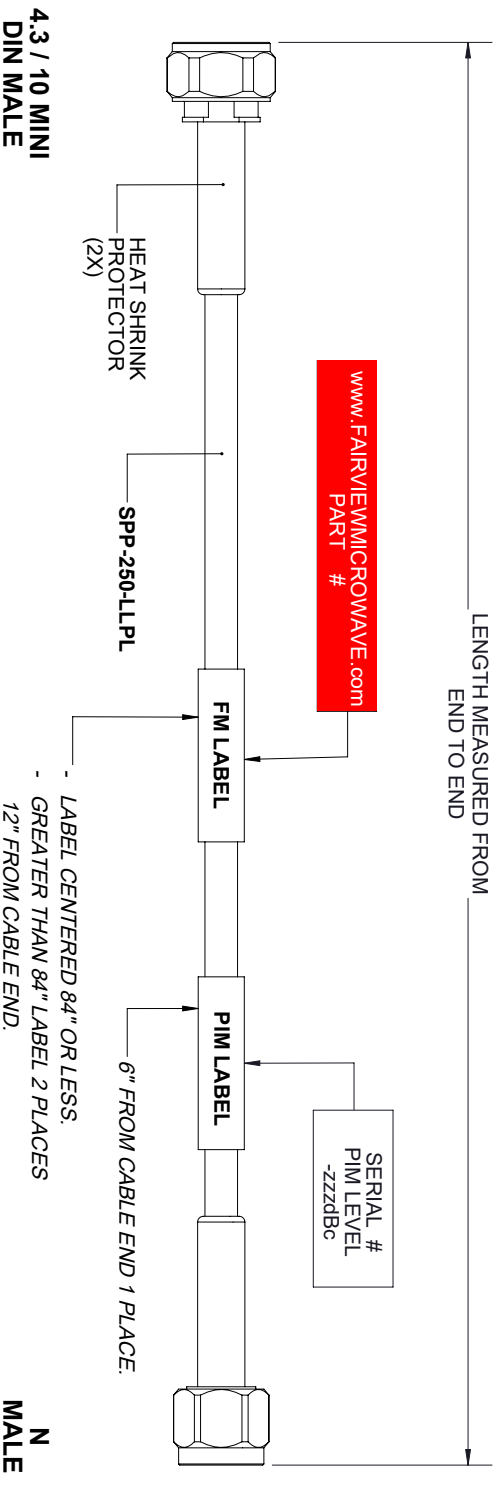 LENGTH MEASURED FROM
END TO END
www.FAIRVIEWMICROWAVE.com
PART #
SERIAL #
PIM LEVEL
-zzzdBc
FM LABEL
PIM LABEL
HEAT SHRINK
PROTECTOR
(2X)
SPP-250-LLPL
6" FROM CABLE END 1 PLACE.
- LABEL CENTERED 84" OR LESS.
- GREATER THAN 84" LABEL 2 PLACES
12" FROM CABLE END.
4.3 / 10 MINI
DIN MALE
N
MALE